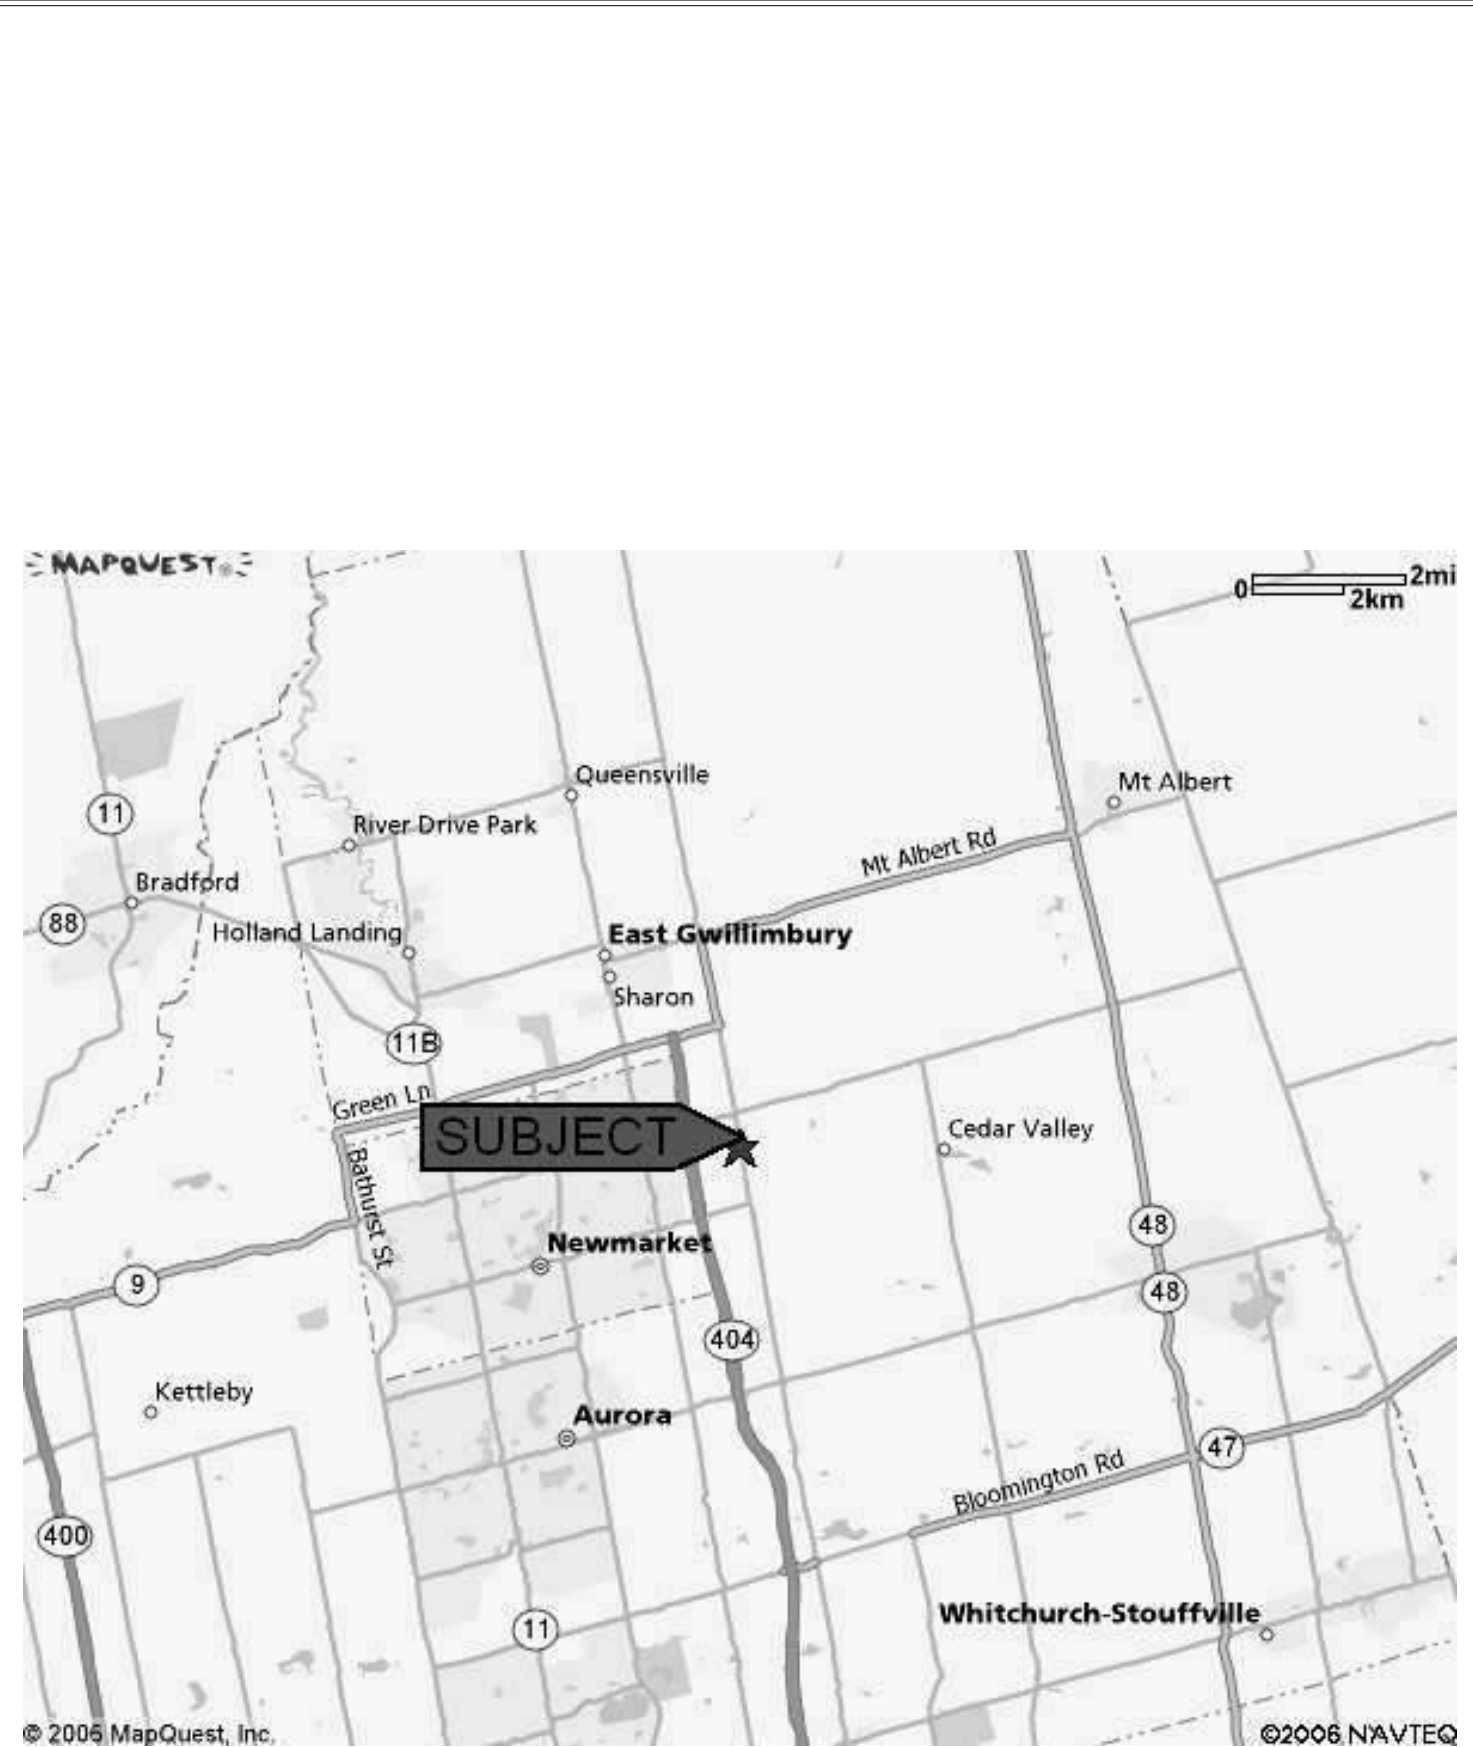 MAPQUEST
0 2mi
2km
Queensville
Mt Albert
11
River Drive Park
Mt Albert Rd
Bradford
88
Holland Landing
East Gwillimbury
Sharon
11B
Green Ln
SUBJECT
Cedar Valley
Bathurst St
48
Newmarket
9
48
404
Kettleby
Aurora
47
Bloomington Rd
400
Whitchurch-Stouffville
11
© 2006 MapQuest, Inc. ©2006 NAVTEQ